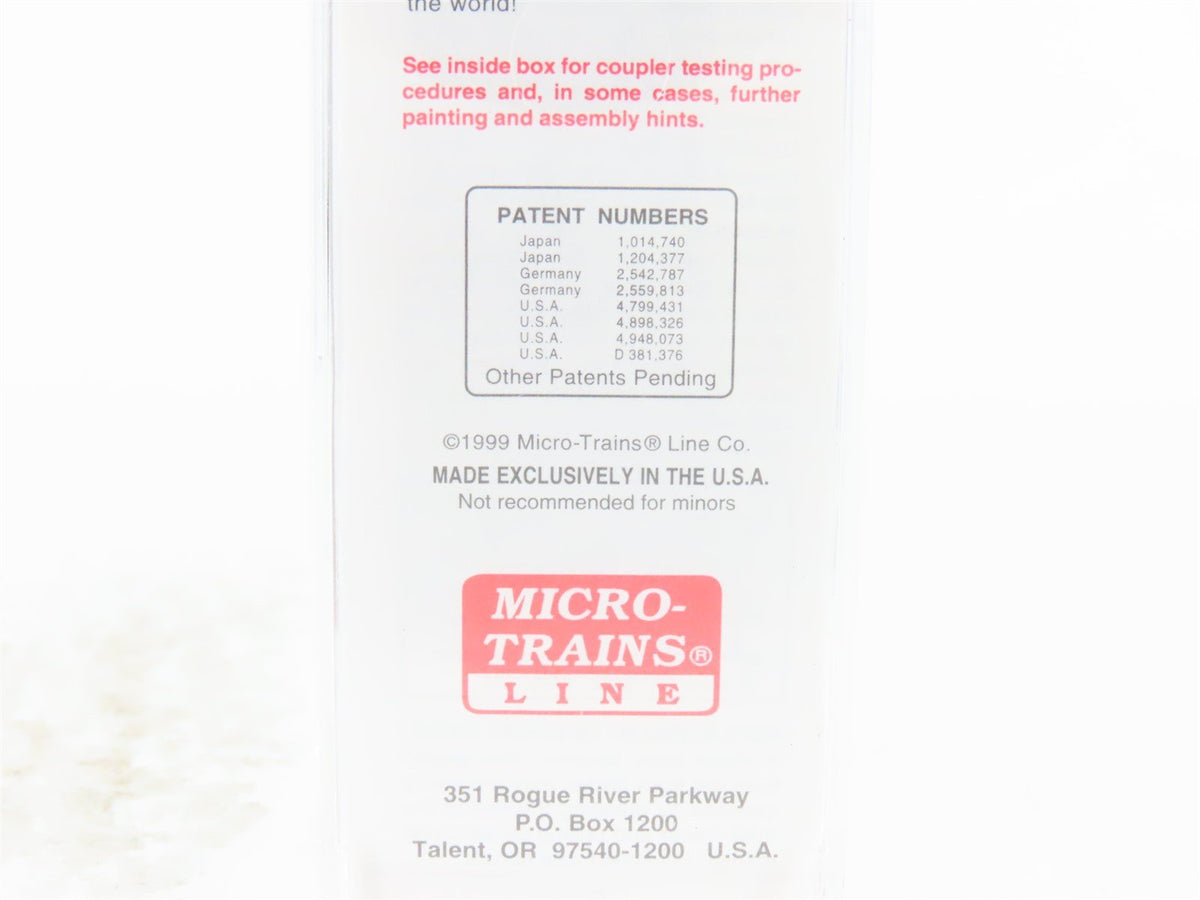 the world!
See inside box for coupler testing pro-
cedures and, in some cases, further
painting and assembly hints.
PATENT NUMBERS
Japan 1,014,740
Japan 1,204,377
Germany 2,542,787
Germany 2,559,813
U.S.A. 4,799,431
U.S.A. 4,898,326
U.S.A. 4,948,073
U.S.A. D 381,376
Other Patents Pending
©1999 Micro-Trains® Line Co.
MADE EXCLUSIVELY IN THE U.S.A.
Not recommended for minors
MICRO-
TRAINS®
LINE
351 Rogue River Parkway
P.O. Box 1200
Talent, OR 97540-1200 U.S.A.